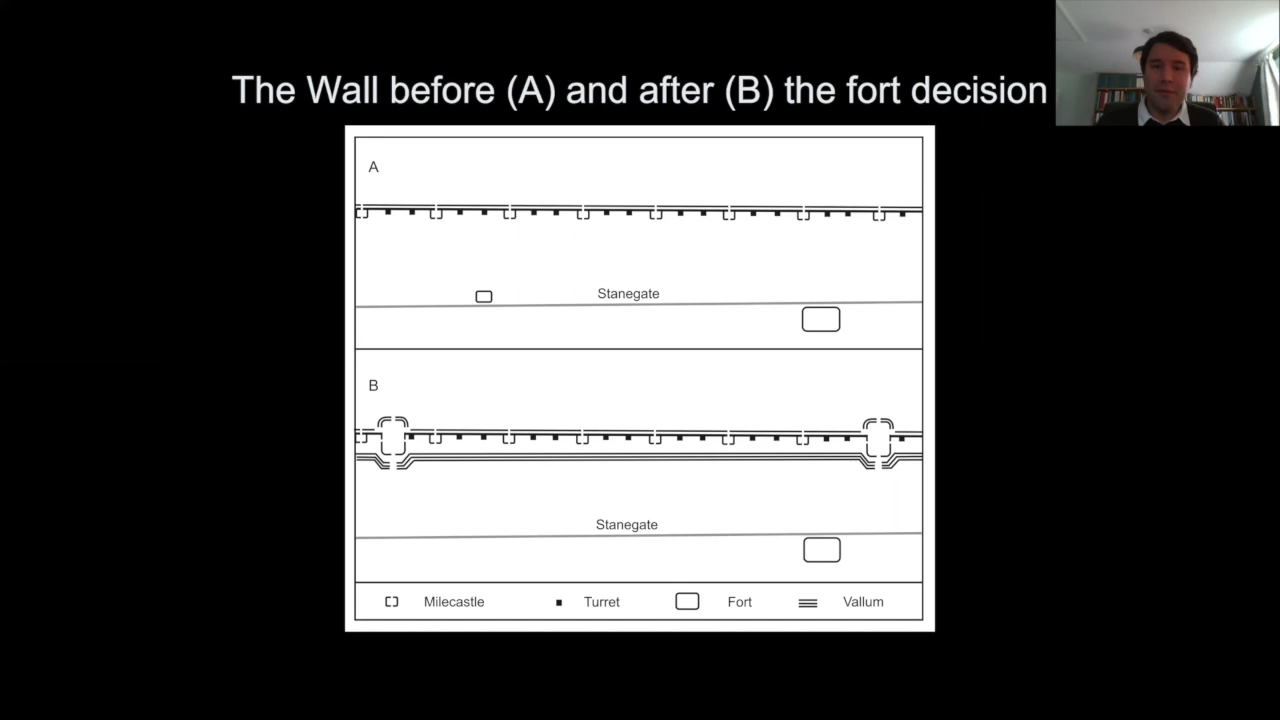 The Wall before (A) and after (B) the fort decision
A
Stanegate
B
Stanegate
Milecastle
Turret
Fort
Vallum